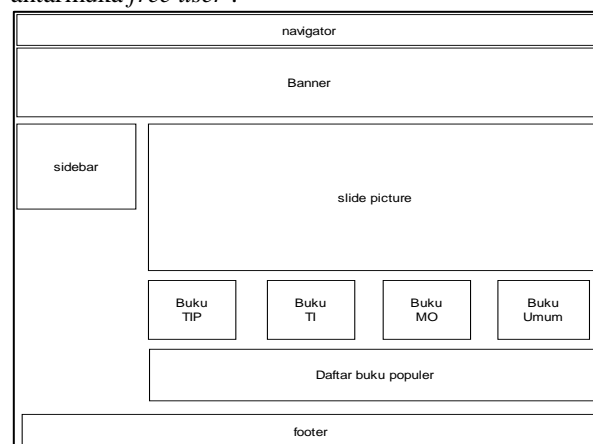 antarmuka free user :
navigator
Banner
sidebar
slide picture
Buku
TIP
Buku
TI
Buku
MO
Buku
Umum
Daftar buku populer
footer